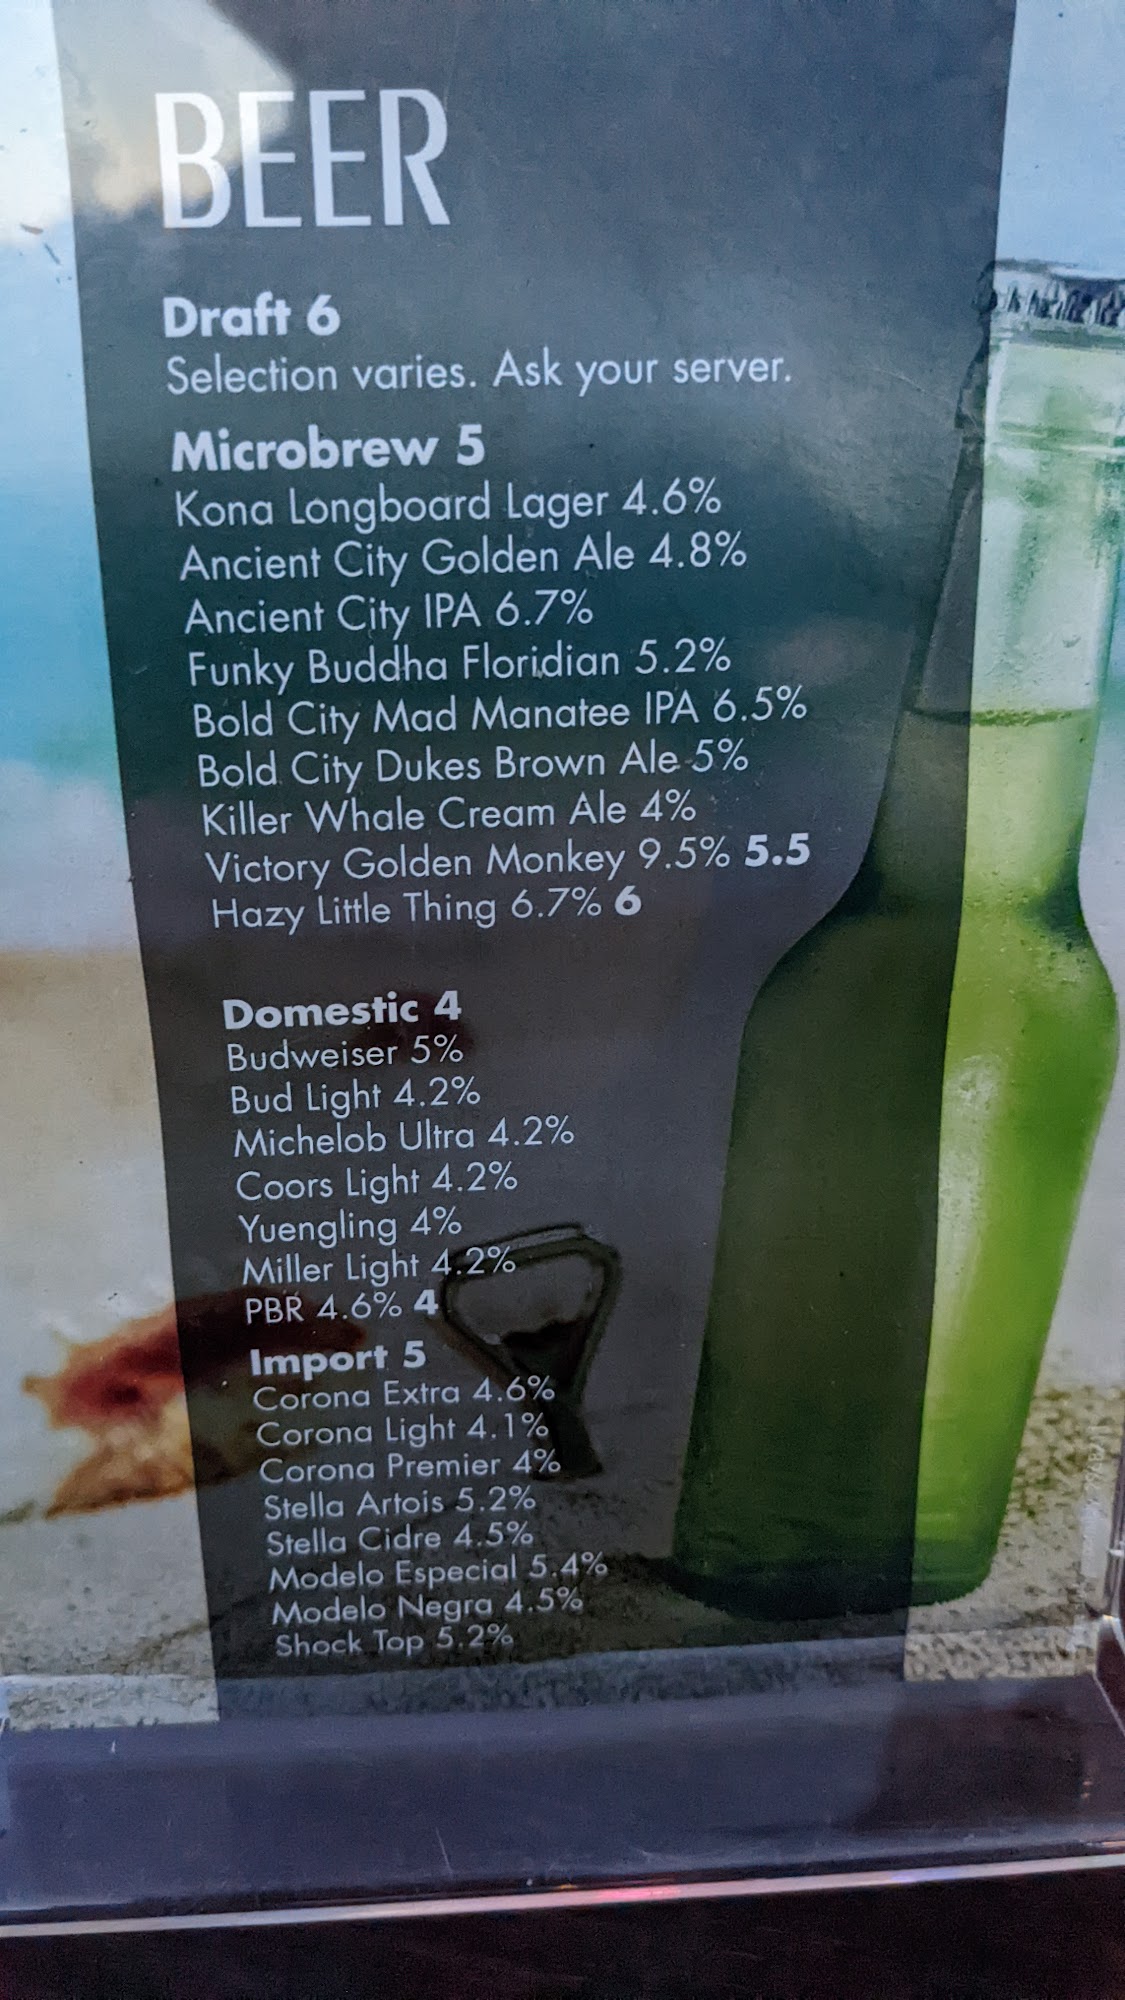 BEER
Draft 6
Selection varies. Ask your server.
Microbrew 5
Kona Longboard Lager 4.6%
Ancient City Golden Ale 4.8%
Ancient City IPA 6.7%
Funky Buddha Floridian 5.2%
Bold City Mad Manatee IPA 6.5%
Bold City Dukes Brown Ale 5%
Killer Whale Cream Ale 4%
Victory Golden Monkey 9.5% 5.5
Hazy Little Thing 6.7% 6
Domestic 4
Budweiser 5%
Bud Light 4.2%
Michelob Ultra 4.2%
Coors Light 4.2%
Yuengling 4%
Miller Light 4.2%
PBR 4.6% 4
Import 5
Corona Extra 4.6%
Corona Light 4.1%
Corona Premier 4%
Stella Artois 5.2%
Stella Cidre 4.5%
Modelo Especial 5.4%
Modelo Negra 4.5%
Shock Top 5.2%